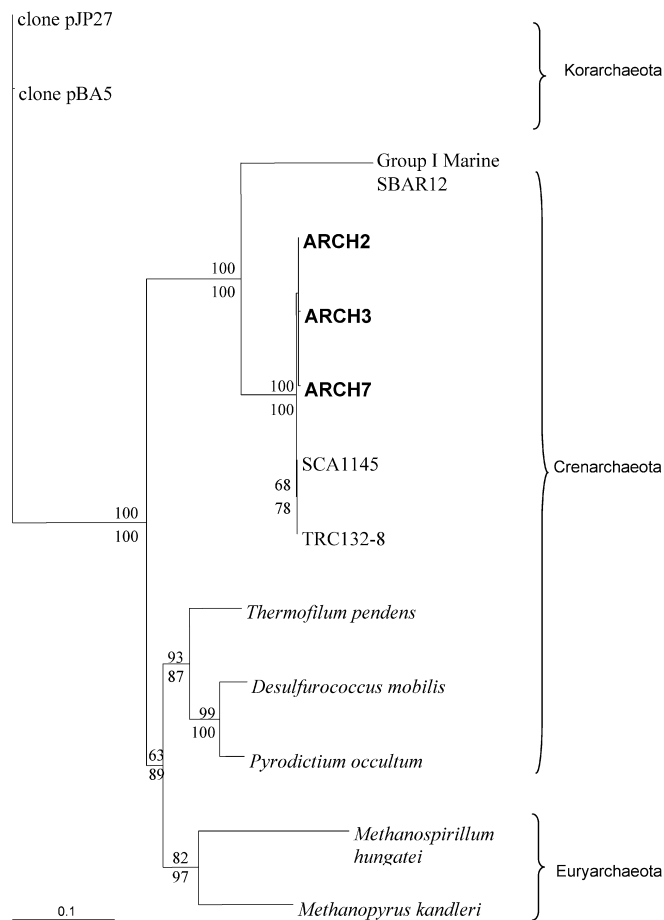 clone pJP27
Korarchaeota
clone pBA5
Group I Marine
SBAR12
ARCH2
100
100
ARCH3
ARCH7
100
100
SCA1145
Crenarchaeota
68
78
100
100
TRC132-8
Thermofilum pendens
93
87
Desulfurococcus mobilis
99
100
63
89
Pyrodictium occultum
Methanospirillum
hungatei
82
97
Euryarchaeota
Methanopyrus kandleri
0.1